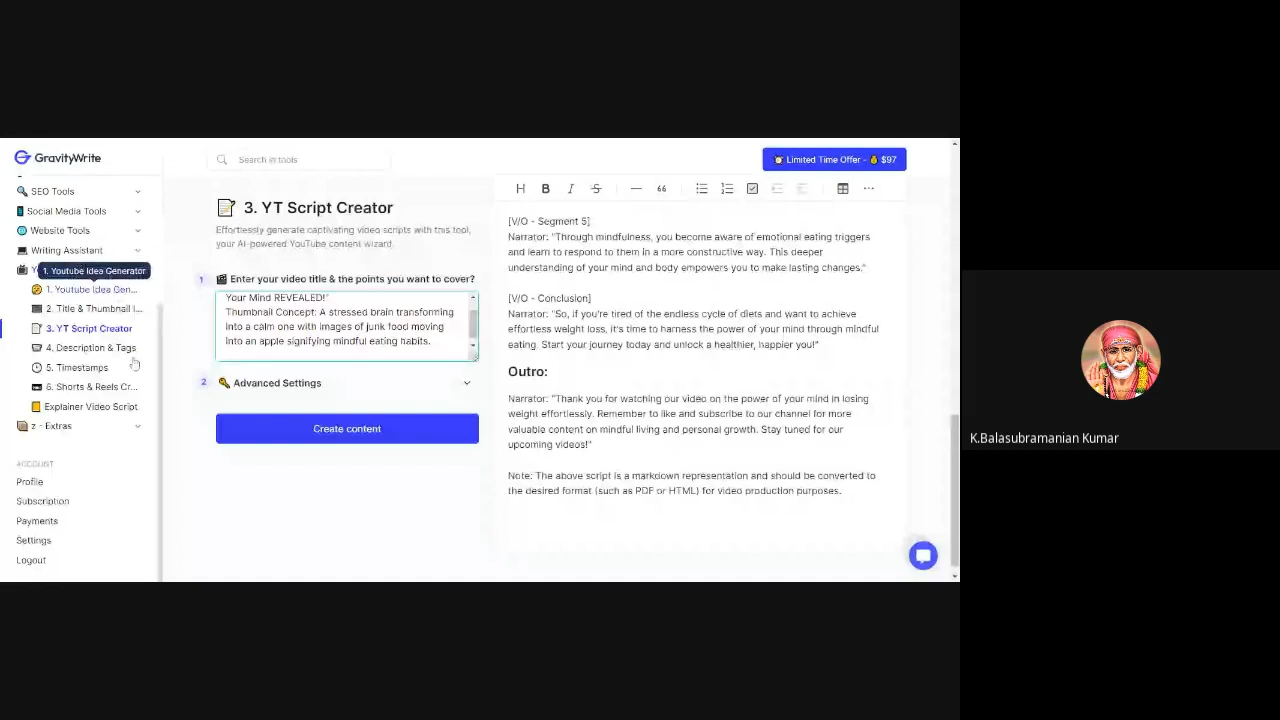 GravityWrite
Search in tools
Limited Time Offer - 💰 $97
SEO Tools
Social Media Tools
Website Tools
Writing Assistant
1. Youtube Idea Generator
1. Youtube Idea Gen...
2. Title & Thumbnail I...
3. YT Script Creator
4. Description & Tags
5. Timestamps
6. Shorts & Reels Cr...
Explainer Video Script
z - Extras
ACCOUNT
Profile
Subscription
Payments
Settings
Logout
3. YT Script Creator
Effortlessly generate captivating video scripts with this tool,
your AI-powered YouTube content wizard.
1 Enter your video title & the points you want to cover?
Your Mind REVEALED!"
Thumbnail Concept: A stressed brain transforming
into a calm one with images of junk food moving
into an apple signifying mindful eating habits.
2 Advanced Settings
Create content
H B I S — 66
[V/O - Segment 5]
Narrator: "Through mindfulness, you become aware of emotional eating triggers
and learn to respond to them in a more constructive way. This deeper
understanding of your mind and body empowers you to make lasting changes."
[V/O - Conclusion]
Narrator: "So, if you're tired of the endless cycle of diets and want to achieve
effortless weight loss, it's time to harness the power of your mind through mindful
eating. Start your journey today and unlock a healthier, happier you!"
Outro:
Narrator: "Thank you for watching our video on the power of your mind in losing
weight effortlessly. Remember to like and subscribe to our channel for more
valuable content on mindful living and personal growth. Stay tuned for our
upcoming videos!"
Note: The above script is a markdown representation and should be converted to
the desired format (such as PDF or HTML) for video production purposes.
K.Balasubramanian Kumar